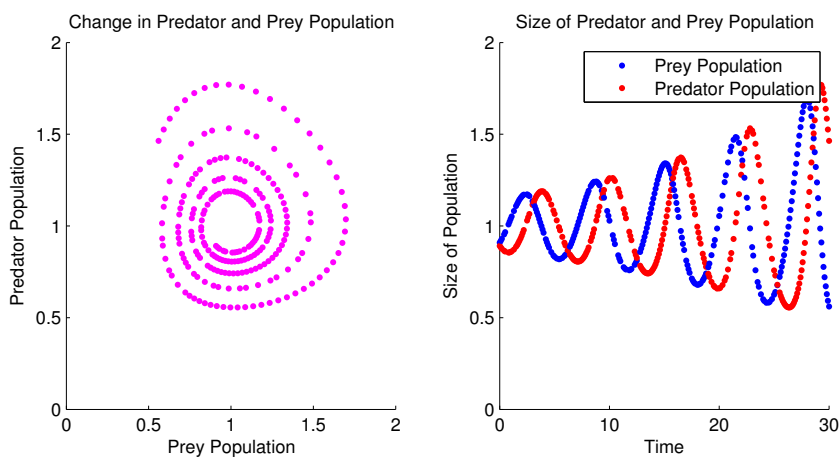 Change in Predator and Prey Population
2
1.5
1
0.5
0
0
0.5
1
1.5
2
Predator Population
Prey Population
Size of Predator and Prey Population
Prey Population
Predator Population
2
1.5
1
0.5
0
0
10
20
30
Size of Population
Time